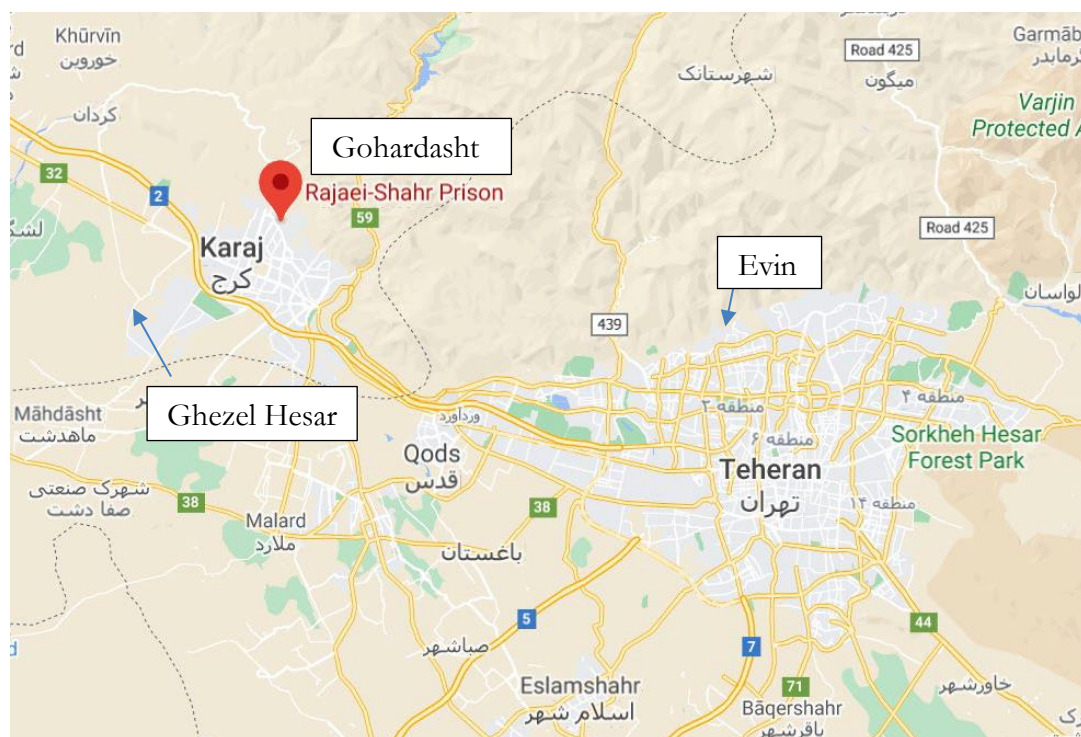 Khūrvīn
خوروین
کردان
32
2
Gohardasht
Rajaei-Shahr Prison
59
Karaj
کرج
شهرستانک
Road 425
میگون
Garmāb
گرمابدر
Varjin
Protected A
Road 425
لواسان
Evin
439
Ghezel Hesar
Māhdāsht
ماهدشت
وردآورد
Qods
قدس
منطقه ۲
منطقه ۴
منطقه ۶
Sorkheh Hesar
Forest Park
Teheran
تهران
منطقه ۱۴
شهرک صنعتی
صفا دشت
38
Malard
ملارد
38
باغستان
5
صباشهر
44
7
Eslamshahr
اسلام شهر
71
Bāqershahr
باقرشهر
خاورشهر